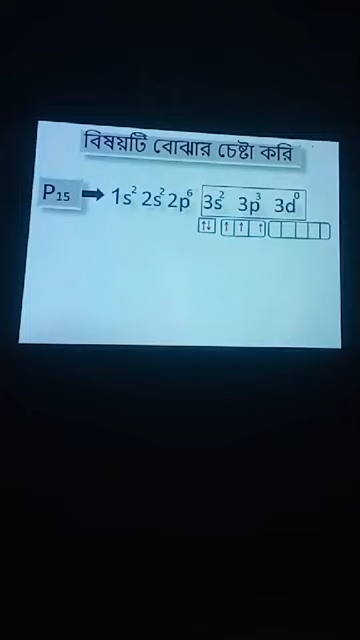 বিষয়টি বোঝার চেষ্টা করি
P₁₅ ➡ 1s² 2s² 2p⁶ 3s² 3p³ 3d⁰
↑↓ ↑ ↑ ↑